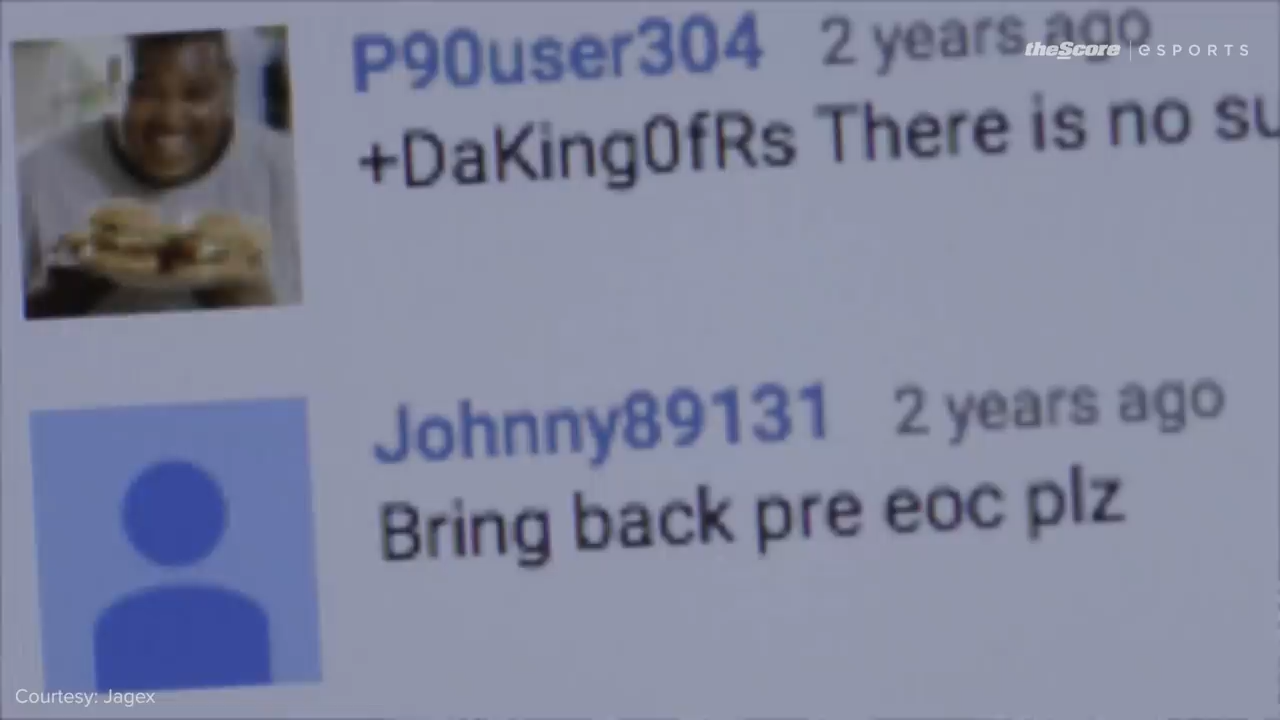 P90user304 2 years ago
theScore | eSPORTS
+DaKing0fRs There is no su
Johnny89131 2 years ago
Bring back pre eoc plz
Courtesy: Jagex